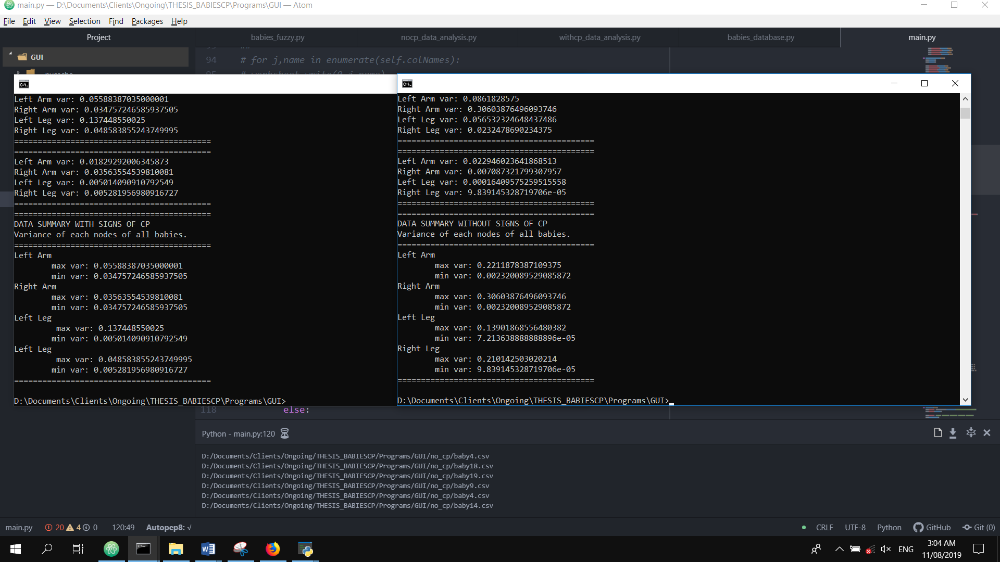 main.py — D:\Documents\Clients\Ongoing\THESIS_BABIESCP\Programs\GUI — Atom
File Edit View Selection Find Packages Help
Project
babies_fuzzy.py
nocp_data_analysis.py
withcp_data_analysis.py
babies_database.py
main.py
GUI
94 # for j,name in enumerate(self.colNames):
Left Arm var: 0.05588387035000001
Right Arm var: 0.034757246585937505
Left Leg var: 0.137448550025
Right Leg var: 0.048583855243749995
==========================================
==========================================
Left Arm var: 0.01829292006345873
Right Arm var: 0.03563554539810081
Left Leg var: 0.005014090910792549
Right Leg var: 0.005281956980916727
==========================================
==========================================
DATA SUMMARY WITH SIGNS OF CP
Variance of each nodes of all babies.
==========================================
Left Arm
max var: 0.05588387035000001
min var: 0.034757246585937505
Right Arm
max var: 0.03563554539810081
min var: 0.034757246585937505
Left Leg
max var: 0.137448550025
min var: 0.005014090910792549
Left Leg
max var: 0.048583855243749995
min var: 0.005281956980916727
==========================================
D:\Documents\Clients\Ongoing\THESIS_BABIESCP\Programs\GUI>
Left Arm var: 0.0861828575
Right Arm var: 0.30603876496093746
Left Leg var: 0.056532324648437486
Right Leg var: 0.0232478690234375
==========================================
==========================================
Left Arm var: 0.022946023641868513
Right Arm var: 0.007087321799307957
Left Leg var: 0.00016409575259515558
Right Leg var: 9.839145328719706e-05
==========================================
==========================================
DATA SUMMARY WITHOUT SIGNS OF CP
Variance of each nodes of all babies.
==========================================
Left Arm
max var: 0.2211878387109375
min var: 0.002320089529085872
Right Arm
max var: 0.30603876496093746
min var: 0.002320089529085872
Left Leg
max var: 0.13901868556480382
min var: 7.213638888888896e-05
Right Leg
max var: 0.210142503020214
min var: 9.839145328719706e-05
==========================================
D:\Documents\Clients\Ongoing\THESIS_BABIESCP\Programs\GUI>
118 else:
Python - main.py:120
D:/Documents/Clients/Ongoing/THESIS_BABIESCP/Programs/GUI/no_cp/baby4.csv
D:/Documents/Clients/Ongoing/THESIS_BABIESCP/Programs/GUI/no_cp/baby18.csv
D:/Documents/Clients/Ongoing/THESIS_BABIESCP/Programs/GUI/no_cp/baby19.csv
D:/Documents/Clients/Ongoing/THESIS_BABIESCP/Programs/GUI/no_cp/baby9.csv
D:/Documents/Clients/Ongoing/THESIS_BABIESCP/Programs/GUI/no_cp/baby4.csv
D:/Documents/Clients/Ongoing/THESIS_BABIESCP/Programs/GUI/no_cp/baby14.csv
main.py 20 4 0 120:49 Autopep8: √ CRLF UTF-8 Python GitHub Git (0)
ENG
3:04 AM
11/08/2019